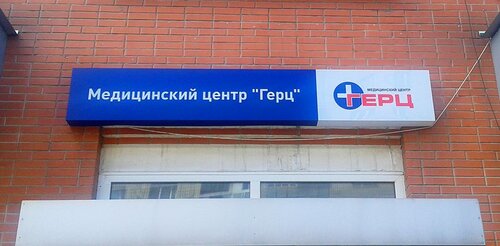 Медицинский центр "Герц"
МЕДИЦИНСКИЙ ЦЕНТР
ГЕРЦ